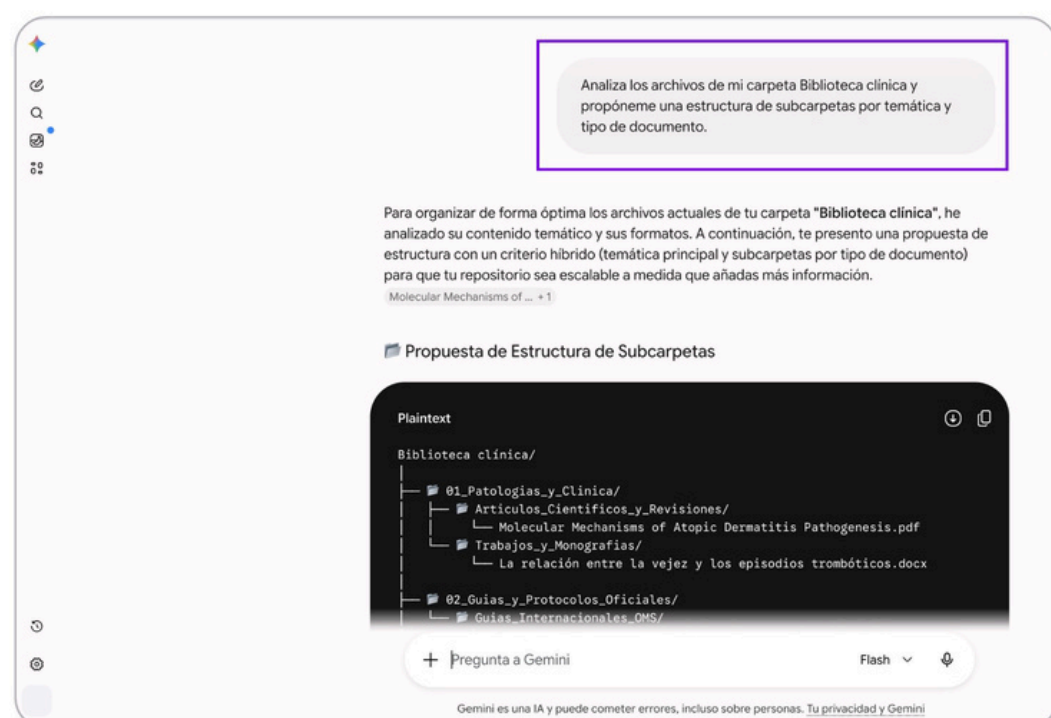 Analiza los archivos de mi carpeta Biblioteca clínica y
propóneme una estructura de subcarpetas por temática y
tipo de documento.
Para organizar de forma óptima los archivos actuales de tu carpeta "Biblioteca clínica", he
analizado su contenido temático y sus formatos. A continuación, te presento una propuesta de
estructura con un criterio híbrido (temática principal y subcarpetas por tipo de documento)
para que tu repositorio sea escalable a medida que añadas más información.
Molecular Mechanisms of ... + 1
Propuesta de Estructura de Subcarpetas
Plaintext
Biblioteca clínica/
01_Patologias_y_Clinica/
Articulos_Cientificos_y_Revisiones/
Molecular Mechanisms of Atopic Dermatitis Pathogenesis.pdf
Trabajos_y_Monografias/
La relación entre la vejez y los episodios trombóticos.docx
02_Guias_y_Protocolos_Oficiales/
Guias_Internacionales_OMS/
Pregunta a Gemini
Flash
Gemini es una IA y puede cometer errores, incluso sobre personas. Tu privacidad y Gemini